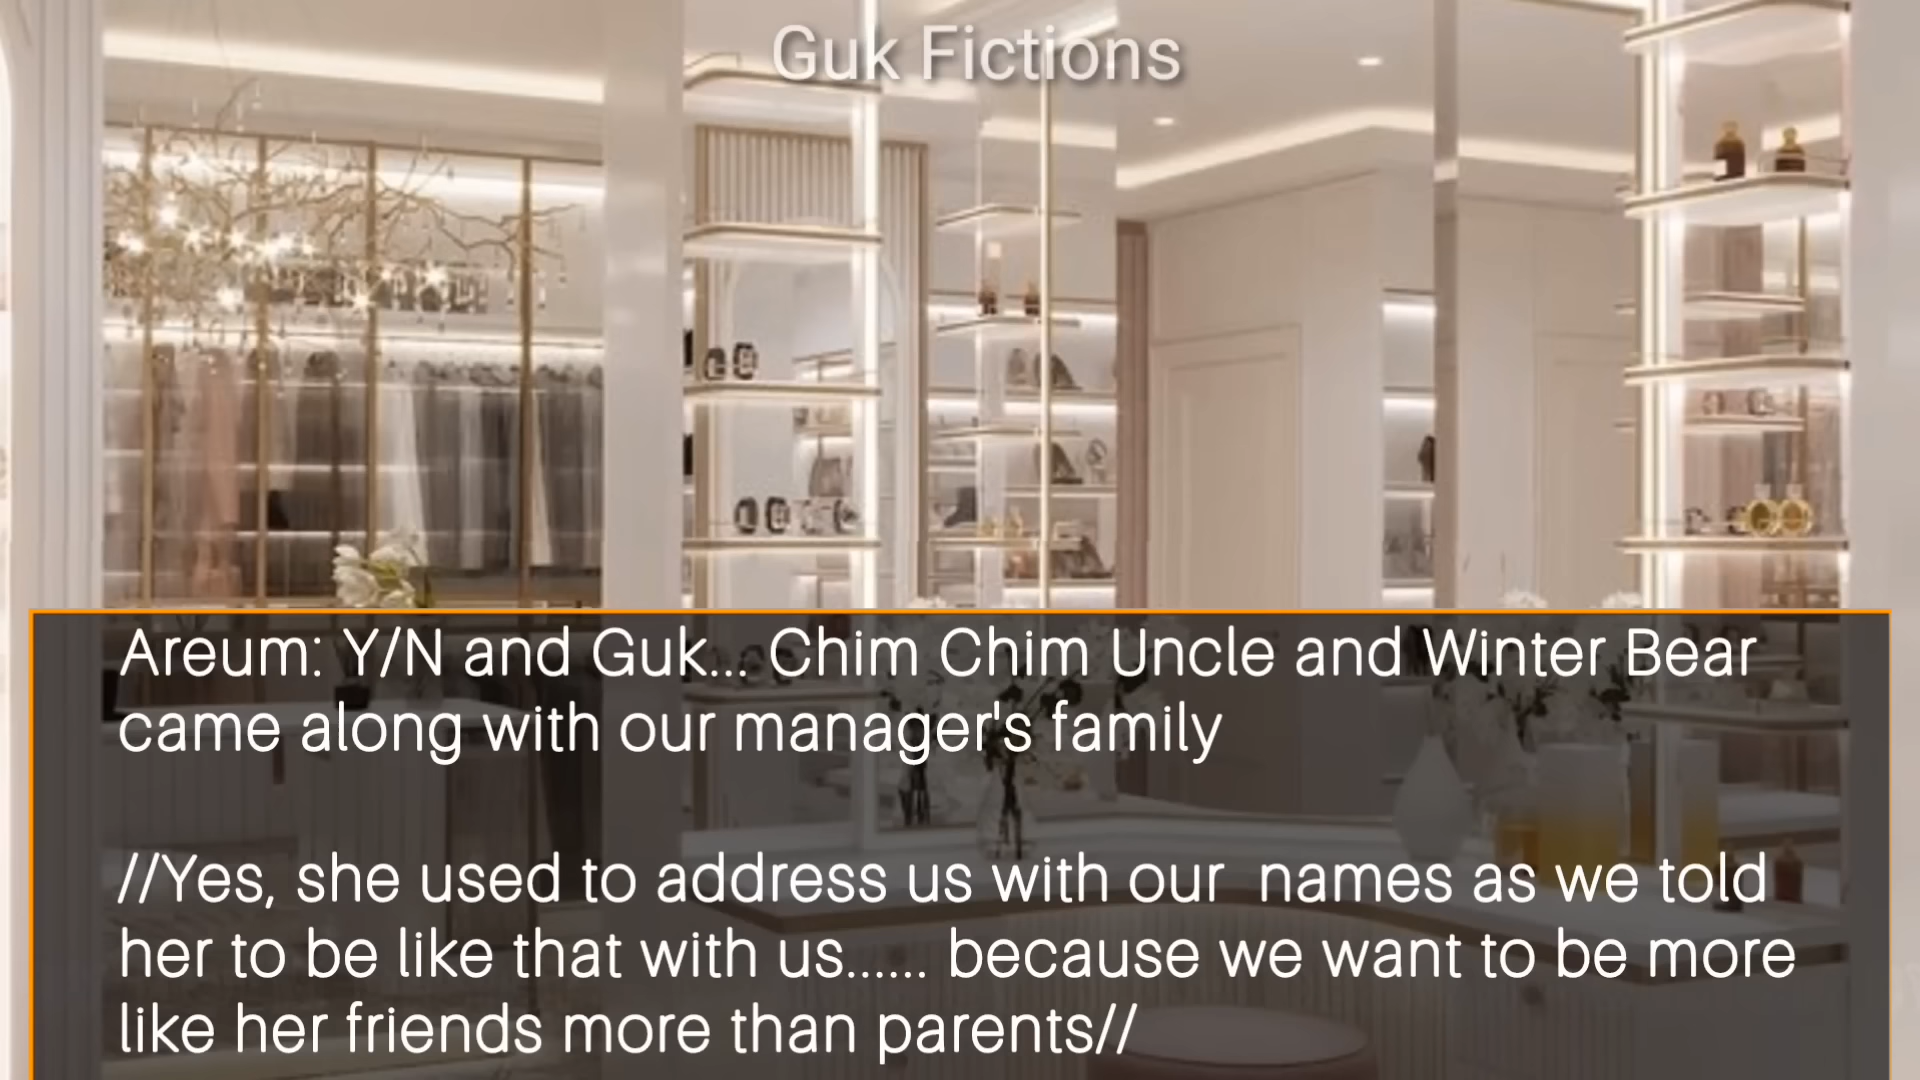 Guk Fictions
Areum: Y/N and Guk... Chim Chim Uncle and Winter Bear
came along with our manager's family
//Yes, she used to address us with our  names as we told
her to be like that with us...... because we want to be more
like her friends more than parents//